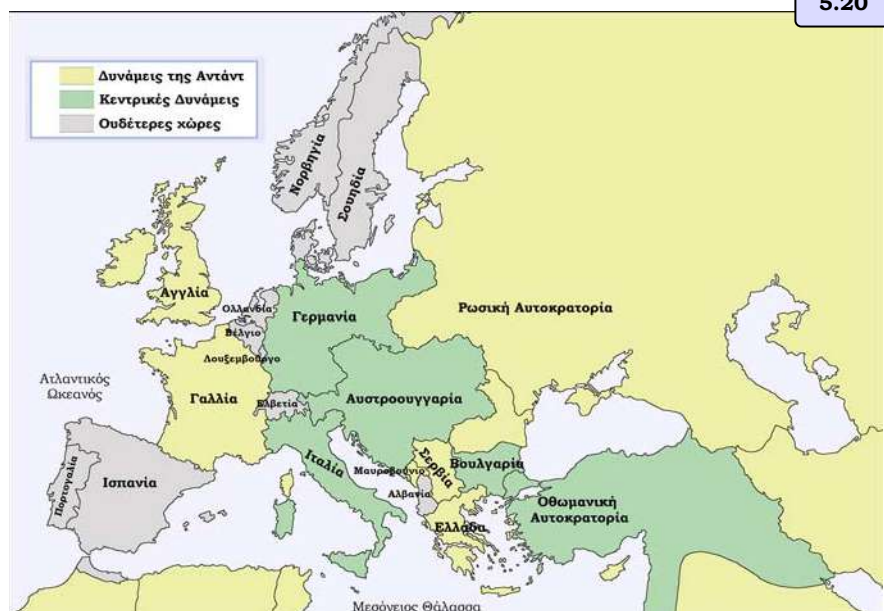 5.20
Δυνάμεις της Αντάντ
Κεντρικές Δυνάμεις
Ουδέτερες χώρες
Νορβηγία
Σουηδία
Αγγλία
Ολλανδία
Βέλγιο
Λουξεμβούργο
Γερμανία
Ρωσική Αυτοκρατορία
Ατλαντικός
Ωκεανός
Γαλλία
Ελβετία
Αυστροουγγαρία
Ιταλία
Μαυροβούνιο
Σερβία
Βουλγαρία
Αλβανία
Πορτογαλία
Ισπανία
Ελλάδα
Οθωμανική
Αυτοκρατορία
Μεσόγειος Θάλασσα